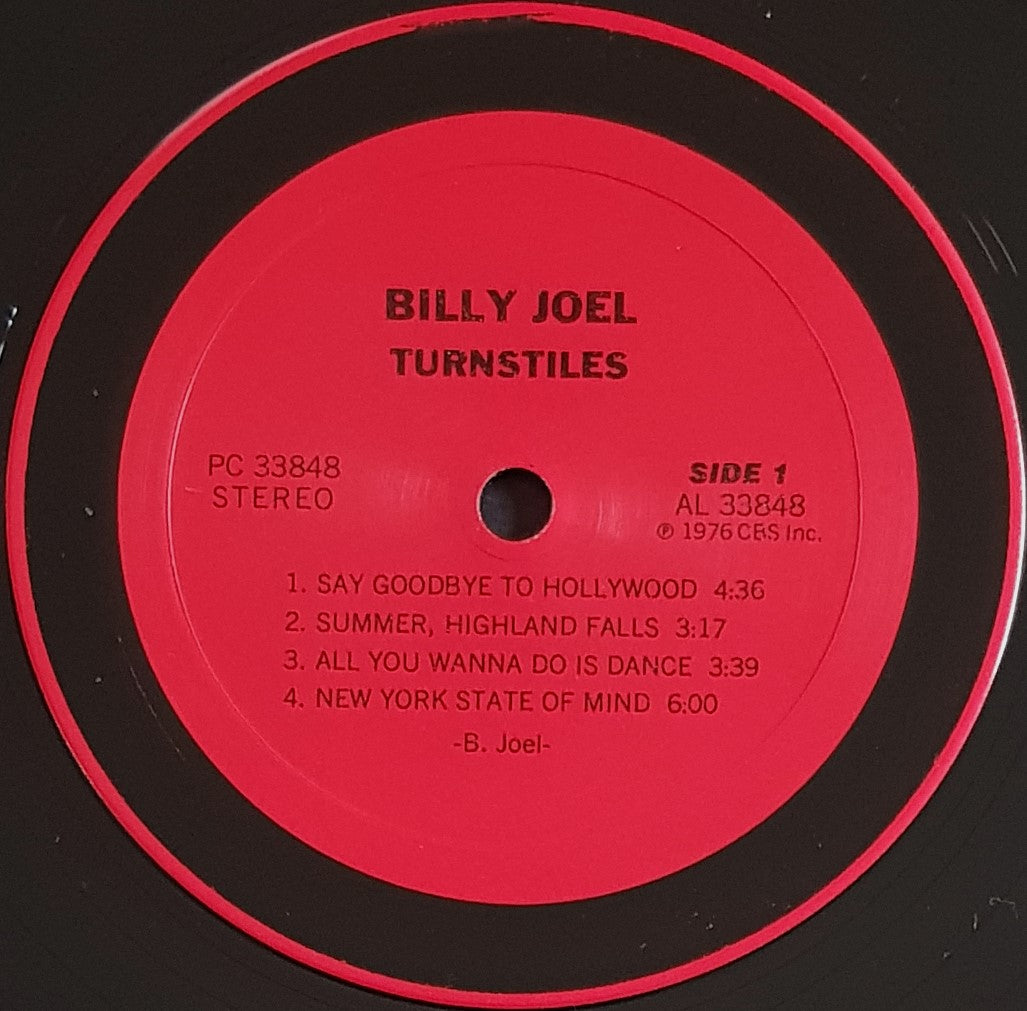 BILLY JOEL
TURNSTILES
PC 33848
STEREO
SIDE 1
AL 33848
℗ 1976 CBS Inc.
1. SAY GOODBYE TO HOLLYWOOD 4:36
2. SUMMER, HIGHLAND FALLS 3:17
3. ALL YOU WANNA DO IS DANCE 3:39
4. NEW YORK STATE OF MIND 6:00
-B. Joel-